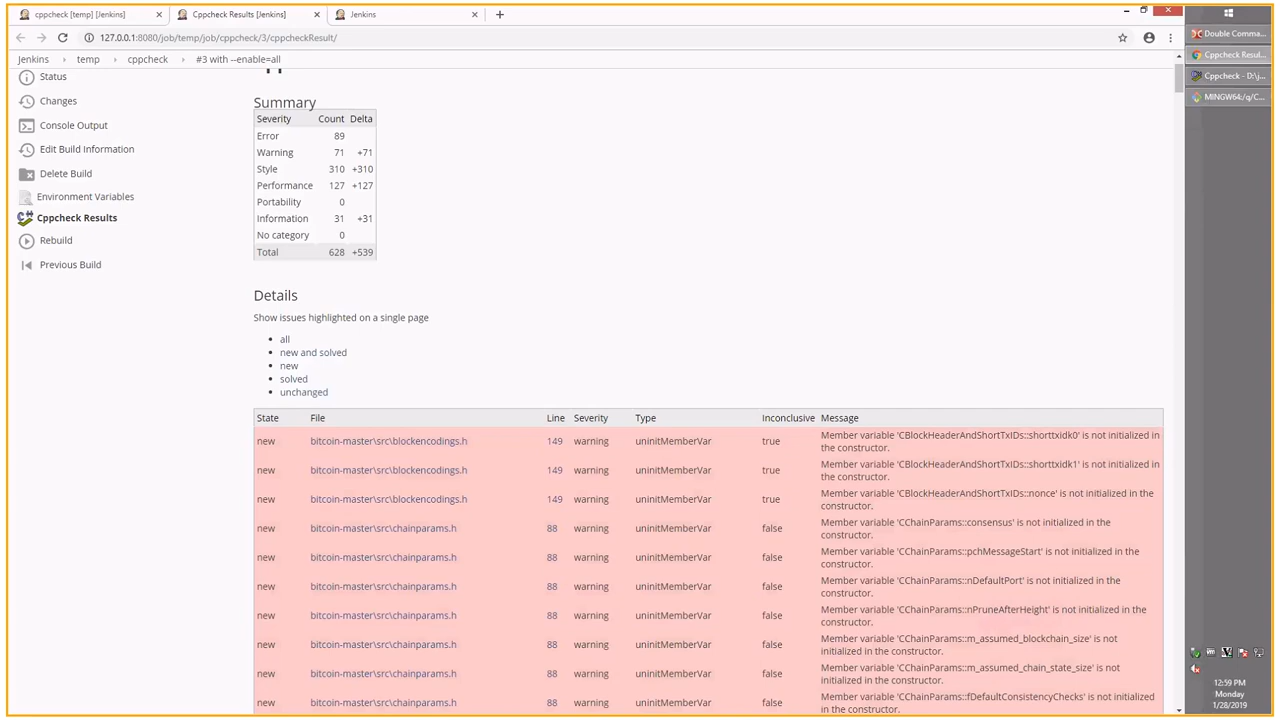 cppcheck [temp] [Jenkins]
Cppcheck Results [Jenkins]
Jenkins
127.0.0.1:8080/job/temp/job/cppcheck/3/cppcheckResult/
Jenkins temp cppcheck #3 with --enable=all
Status
Changes
Console Output
Edit Build Information
Delete Build
Environment Variables
Cppcheck Results
Rebuild
Previous Build
Summary
Severity Count Delta
Error 89
Warning 71 +71
Style 310 +310
Performance 127 +127
Portability 0
Information 31 +31
No category 0
Total 628 +539
Details
Show issues highlighted on a single page
all
new and solved
new
solved
unchanged
State File Line Severity Type Inconclusive Message
new bitcoin-master\src\blockencodings.h 149 warning uninitMemberVar true Member variable 'CBlockHeaderAndShortTxIDs::shorttxidk0' is not initialized in
the constructor.
new bitcoin-master\src\blockencodings.h 149 warning uninitMemberVar true Member variable 'CBlockHeaderAndShortTxIDs::shorttxidk1' is not initialized in
the constructor.
new bitcoin-master\src\blockencodings.h 149 warning uninitMemberVar true Member variable 'CBlockHeaderAndShortTxIDs::nonce' is not initialized in the
constructor.
new bitcoin-master\src\chainparams.h 88 warning uninitMemberVar false Member variable 'CChainParams::consensus' is not initialized in the
constructor.
new bitcoin-master\src\chainparams.h 88 warning uninitMemberVar false Member variable 'CChainParams::pchMessageStart' is not initialized in the
constructor.
new bitcoin-master\src\chainparams.h 88 warning uninitMemberVar false Member variable 'CChainParams::nDefaultPort' is not initialized in the
constructor.
new bitcoin-master\src\chainparams.h 88 warning uninitMemberVar false Member variable 'CChainParams::nPruneAfterHeight' is not initialized in the
constructor.
new bitcoin-master\src\chainparams.h 88 warning uninitMemberVar false Member variable 'CChainParams::m_assumed_blockchain_size' is not
initialized in the constructor.
new bitcoin-master\src\chainparams.h 88 warning uninitMemberVar false Member variable 'CChainParams::m_assumed_chain_state_size' is not
initialized in the constructor.
new bitcoin-master\src\chainparams.h 88 warning uninitMemberVar false Member variable 'CChainParams::fDefaultConsistencyChecks' is not initialized
in the constructor.
Double Comma...
Cppcheck Resul...
Cppcheck - D:\j...
MINGW64:/q/C...
12:59 PM
Monday
1/28/2019